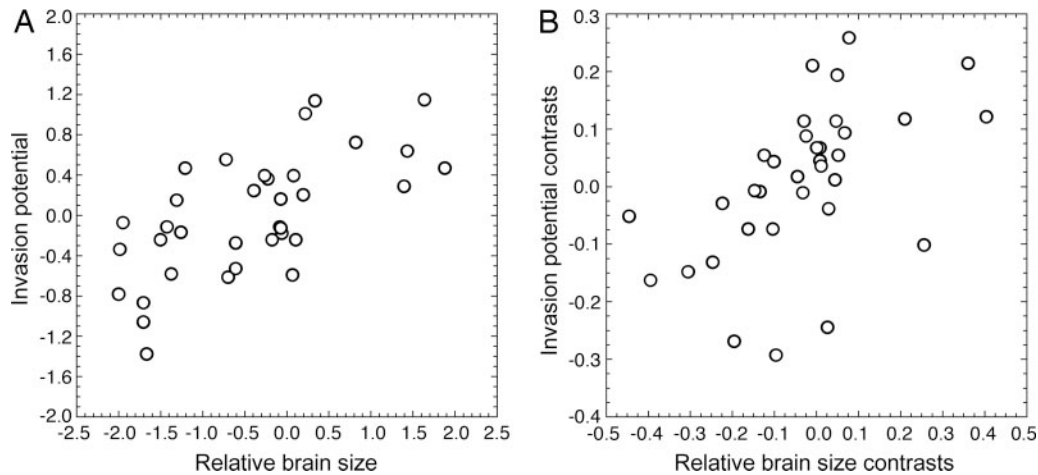 A
Invasion potential
2.0
1.6
1.2
0.8
0.4
0.0
-0.4
-0.8
-1.2
-1.6
-2.0
-2.5 -2.0 -1.5 -1.0 -0.5 0.0 0.5 1.0 1.5 2.0 2.5
Relative brain size
B
Invasion potential contrasts
0.3
0.2
0.1
0.0
-0.1
-0.2
-0.3
-0.4
-0.5 -0.4 -0.3 -0.2 -0.1 0.0 0.1 0.2 0.3 0.4 0.5
Relative brain size contrasts